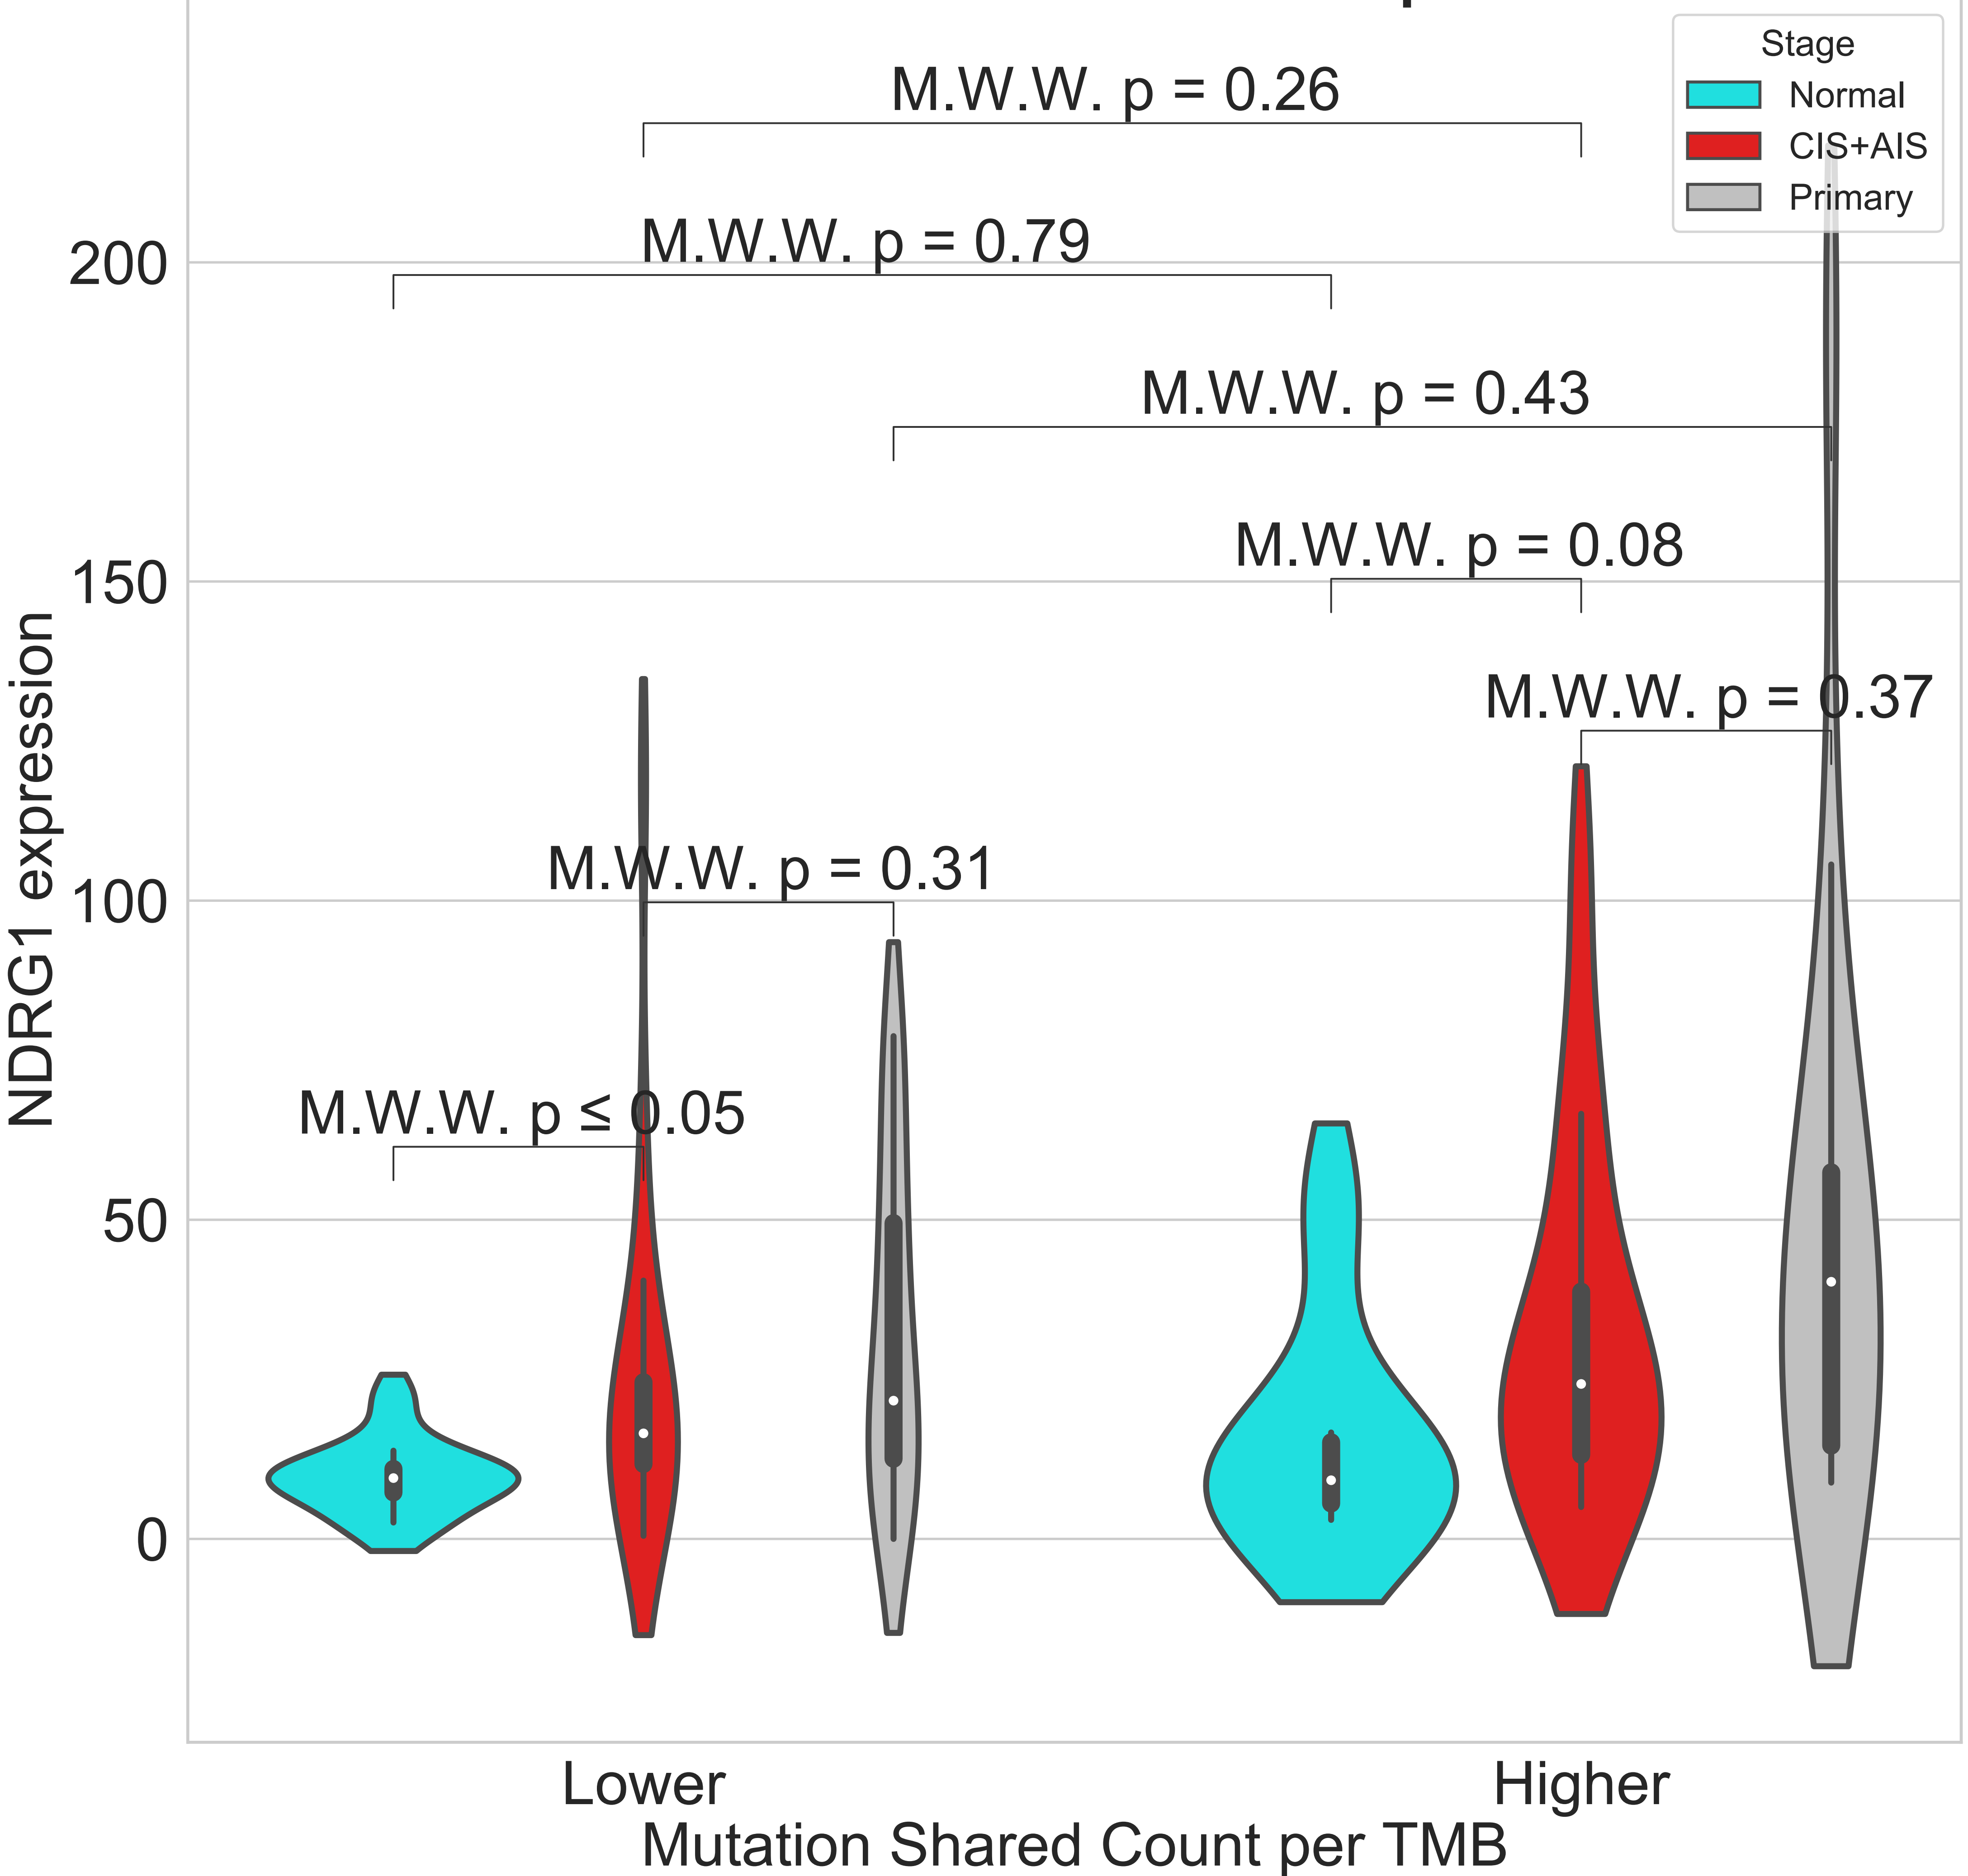 Stage
Normal
CIS+AIS
Primary
M.W.W. p = 0.26
M.W.W. p = 0.79
M.W.W. p = 0.43
M.W.W. p = 0.08
M.W.W. p = 0.37
M.W.W. p = 0.31
M.W.W. p ≤ 0.05
200
150
100
50
0
NDRG1 expression
Lower
Higher
Mutation Shared Count per TMB